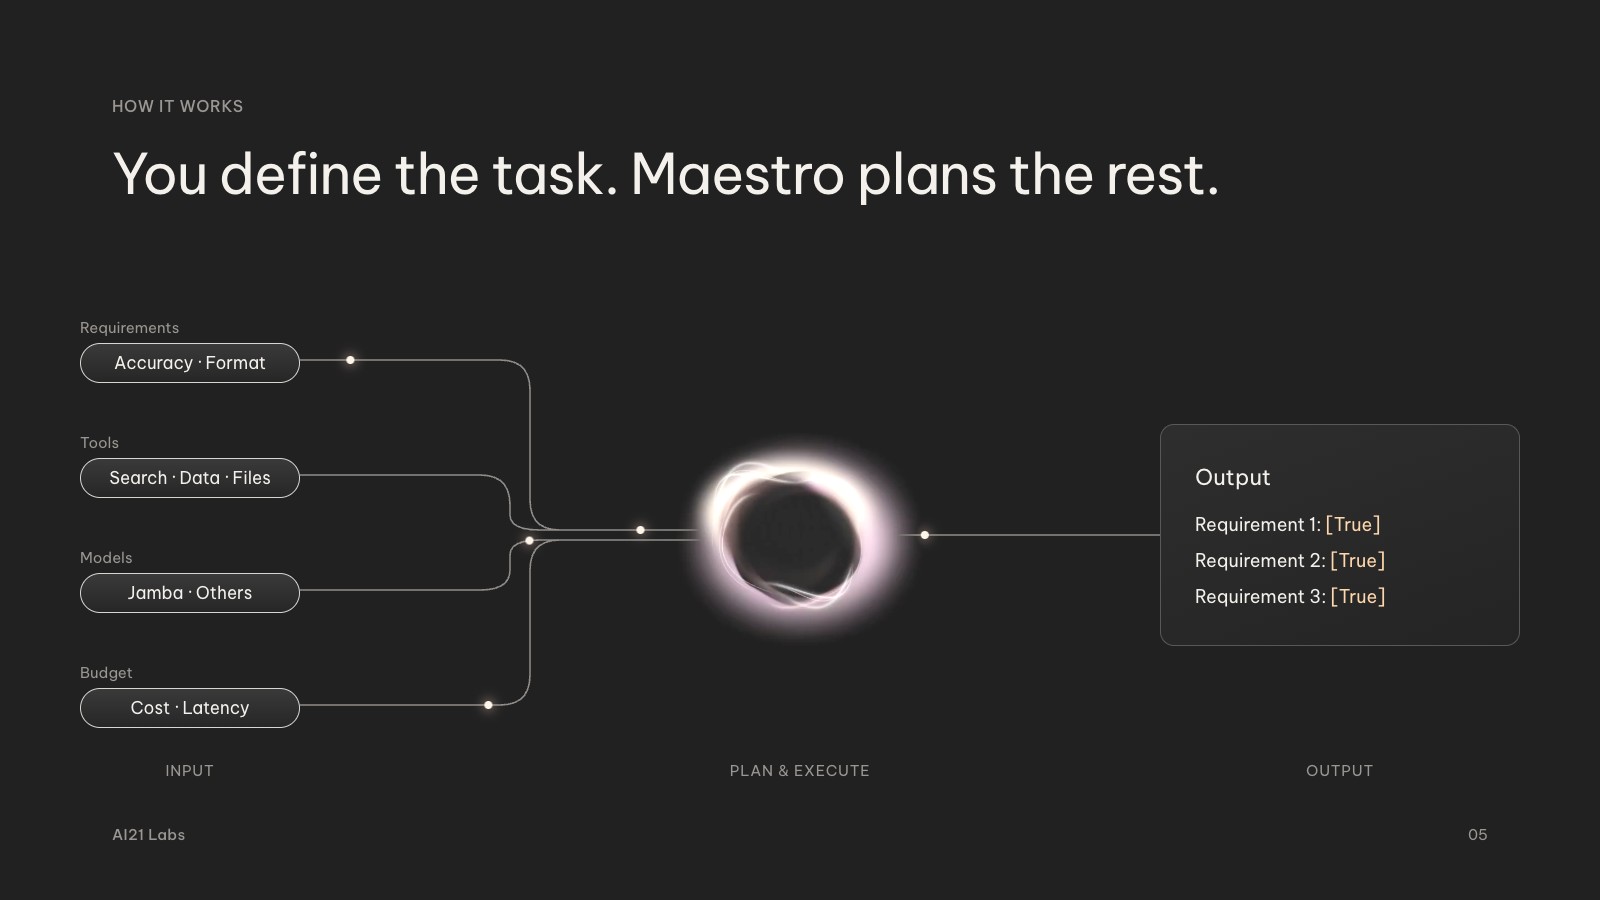 HOW IT WORKS
You define the task. Maestro plans the rest.
Requirements
Accuracy · Format
Tools
Search · Data · Files
Models
Jamba · Others
Budget
Cost · Latency
Output
Requirement 1: [True]
Requirement 2: [True]
Requirement 3: [True]
INPUT
PLAN & EXECUTE
OUTPUT
AI21 Labs
05